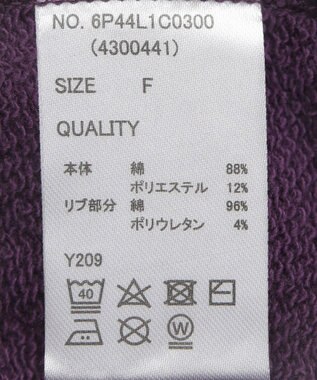 NO. 6P44L1C0300
(4300441)
SIZE F
QUALITY
本体 綿 88%
ポリエステル 12%
リブ部分 綿 96%
ポリウレタン 4%
Y209
40
W